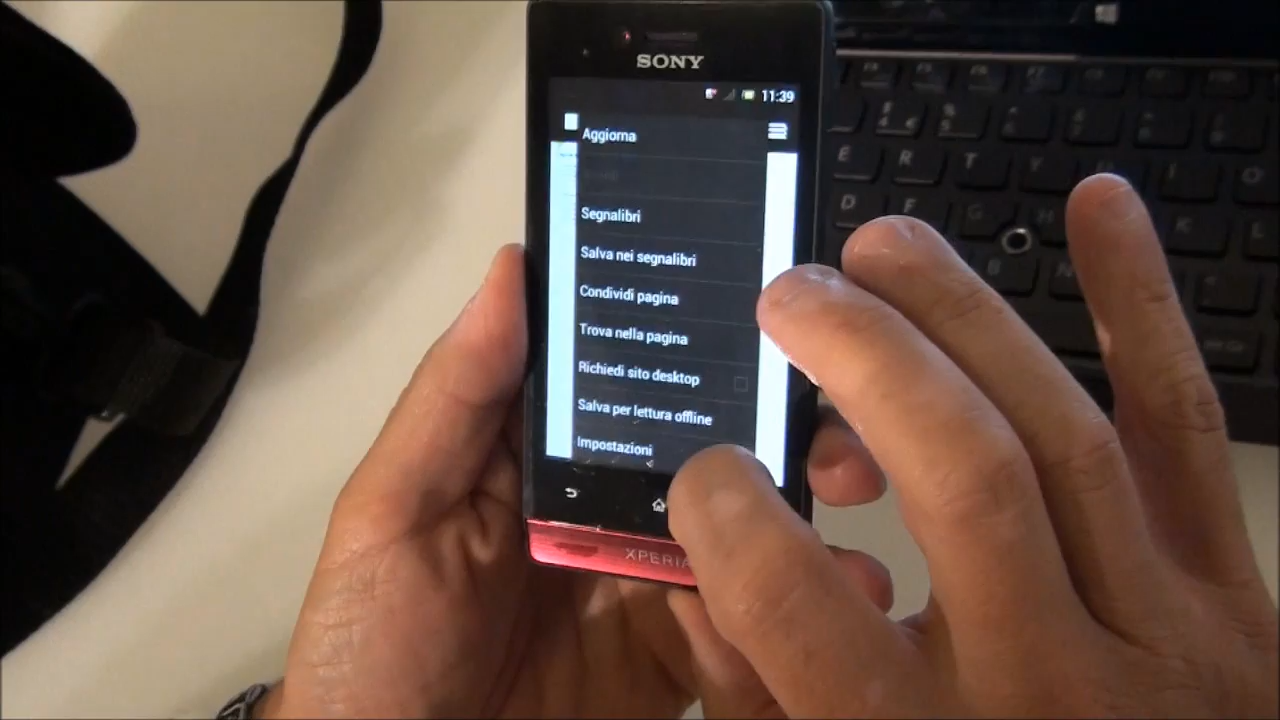 SONY
11:39
Aggiorna
Segnalibri
Salva nei segnalibri
Condividi pagina
Trova nella pagina
Richiedi sito desktop
Salva per lettura offline
Impostazioni
XPERIA
E R T Y
D F G H K L
B N